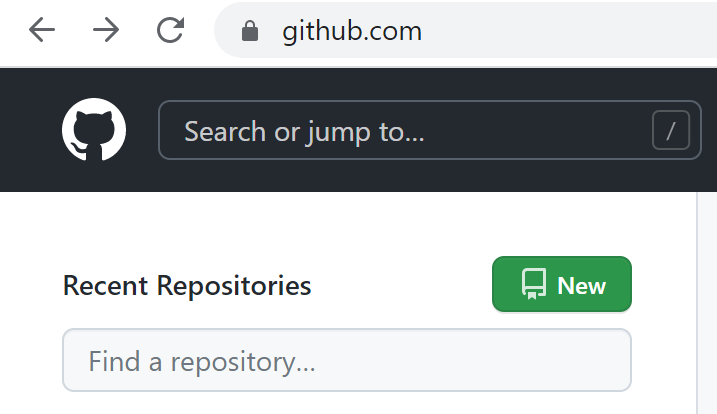 github.com
Search or jump to...
/
Recent Repositories
New
Find a repository...